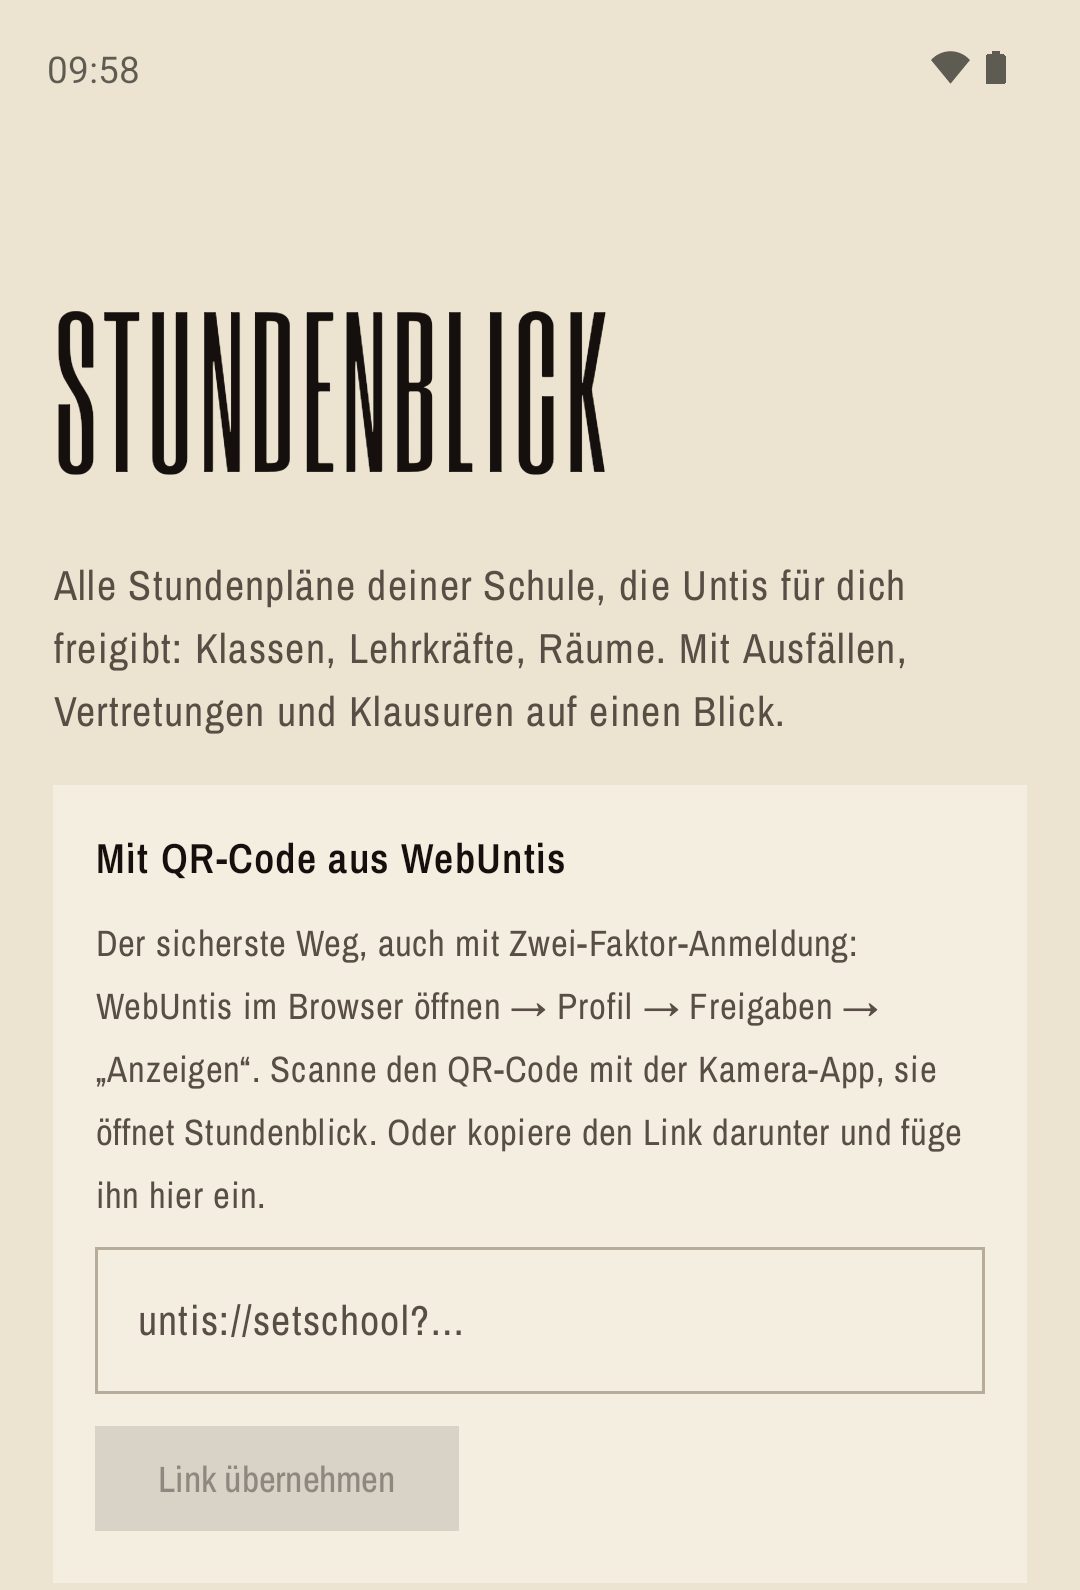 09:58
STUNDENBLICK
Alle Stundenpläne deiner Schule, die Untis für dich
freigibt: Klassen, Lehrkräfte, Räume. Mit Ausfällen,
Vertretungen und Klausuren auf einen Blick.
Mit QR-Code aus WebUntis
Der sicherste Weg, auch mit Zwei-Faktor-Anmeldung:
WebUntis im Browser öffnen → Profil → Freigaben →
„Anzeigen“. Scanne den QR-Code mit der Kamera-App, sie
öffnet Stundenblick. Oder kopiere den Link darunter und füge
ihn hier ein.
untis://setschool?...
Link übernehmen